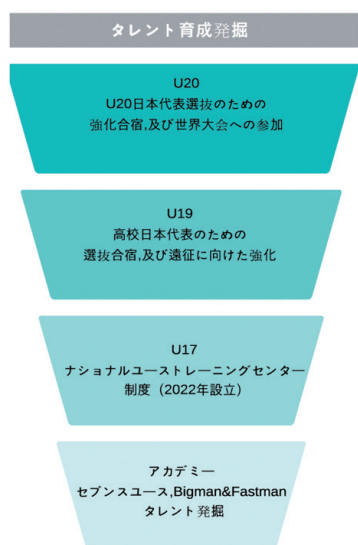 タレント育成発掘
U20
U20日本代表選抜のための
強化合宿,及び世界大会への参加
U19
高校日本代表のための
選抜合宿,及び遠征に向けた強化
U17
ナショナルユーストレーニングセンター
制度（2022年設立）
アカデミー
セブンスユース,Bigman&Fastman
タレント発掘